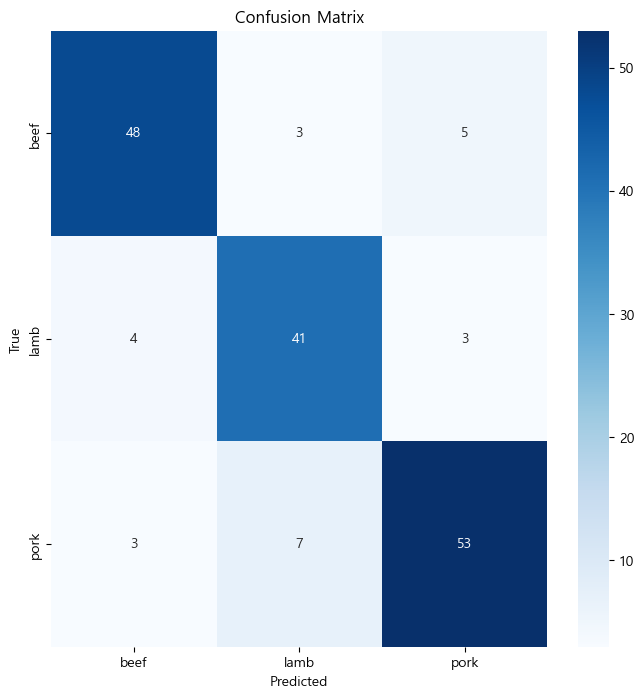 Confusion Matrix
beef
48
3
5
lamb
4
41
3
pork
3
7
53
True
beef
lamb
pork
Predicted
50
40
30
20
10